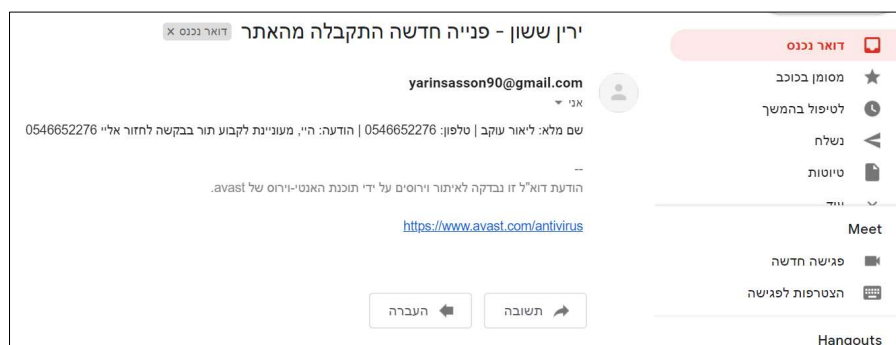 ירין ששון - פנייה חדשה התקבלה מהאתר דואר נכנס x
yarinsasson90@gmail.com
אני
שם מלא: ליאור עוקב | טלפון: 0546652276 | הודעה: היי, מעוניינת לקבוע תור בבקשה לחזור אליי 0546652276
--
הודעת דוא"ל זו נבדקה לאיתור וירוסים על ידי תוכנת האנטי-וירוס של avast.
https://www.avast.com/antivirus
תשובה
העברה
דואר נכנס
מסומן בכוכב
לטיפול בהמשך
נשלח
טיוטות
עוד
Meet
פגישה חדשה
הצטרפות לפגישה
Hangouts